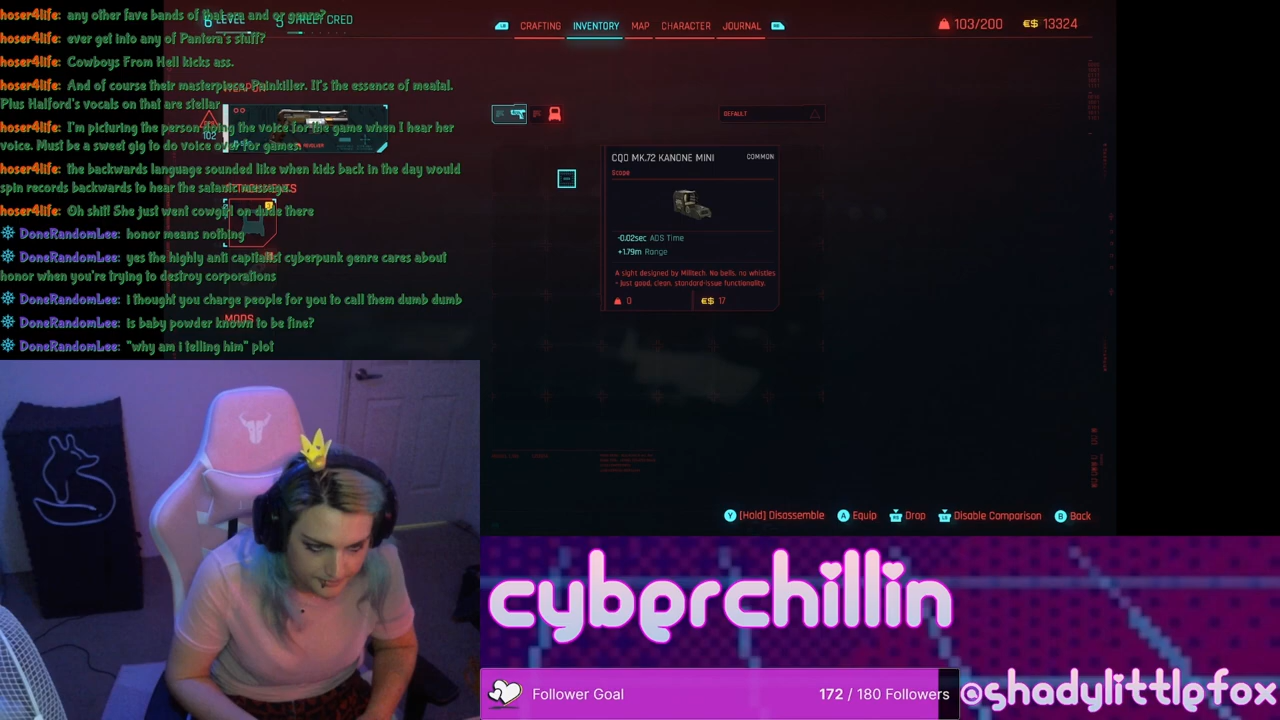 hoser4life: any other fave bands of that era and or genre?
LEVEL
STREET CRED
CRAFTING
INVENTORY
MAP
CHARACTER
JOURNAL
103/200
€$ 13324
hoser4life: ever get into any of Pantera's stuff?
hoser4life: Cowboys From Hell kicks ass.
hoser4life: And of course their masterpiece, Painkiller. It's the essence of meatal.
Plus Halford's vocals on that are stellar
102
hoser4life: I'm picturing the person doing the voice for the game when I hear her
voice. Must be a sweet gig to do voice over for games.
hoser4life: the backwards language sounded like when kids back in the day would
spin records backwards to hear the satanic messages.
hoser4life: Oh shit! She just went cowgirl on dude there
DoneRandomLee: honor means nothing
DoneRandomLee: yes the highly anti capitalist cyberpunk genre cares about
honor when you're trying to destroy corporations
DoneRandomLee: i thought you charge people for you to call them dumb dumb
MODS
DoneRandomLee: is baby powder known to be fine?
DoneRandomLee: "why am i telling him" plot
DEFAULT
CQO MK.72 KANONE MINI
COMMON
Scope
-0.02sec ADS Time
+1.79m Range
A sight designed by Militech. No bells, no whistles
- just good, clean, standard-issue functionality.
0
€$ 17
Y [Hold] Disassemble
A Equip
Drop
Disable Comparison
B Back
cyberchillin
Follower Goal
172 / 180 Followers
@shadylittlefox